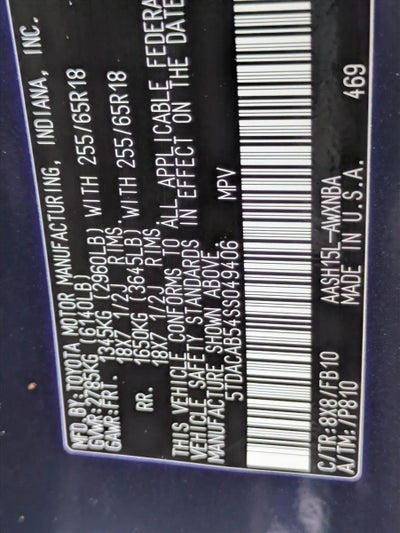 MFD.BY:TOYOTA MOTOR MANUFACTURING, INDIANA, INC.
GVWR:2785KG(6140LB)
GAWR:FRT. 1345KG(2960LB) WITH 255/65R18
18X7 1/2J RIMS.
RR. 1650KG(3645LB) WITH 255/65R18
18X7 1/2J RIMS
THIS VEHICLE CONFORMS TO ALL APPLICABLE FEDERA
VEHICLE SAFETY IN EFFECT ON THE DATE
MANUFACTURE SHOWN ABOVE.
5TDACAB54SS049406 MPV
C/TR:8X8/FB10 AASH15L-AWXNBA 469
A/TM:/P810 MADE IN U.S.A.